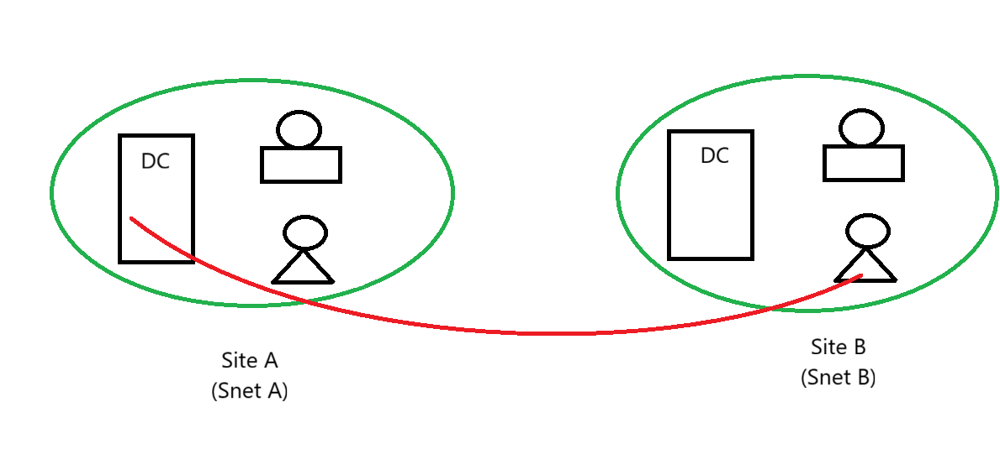 DC
DC
Site A
(Snet A)
Site B
(Snet B)